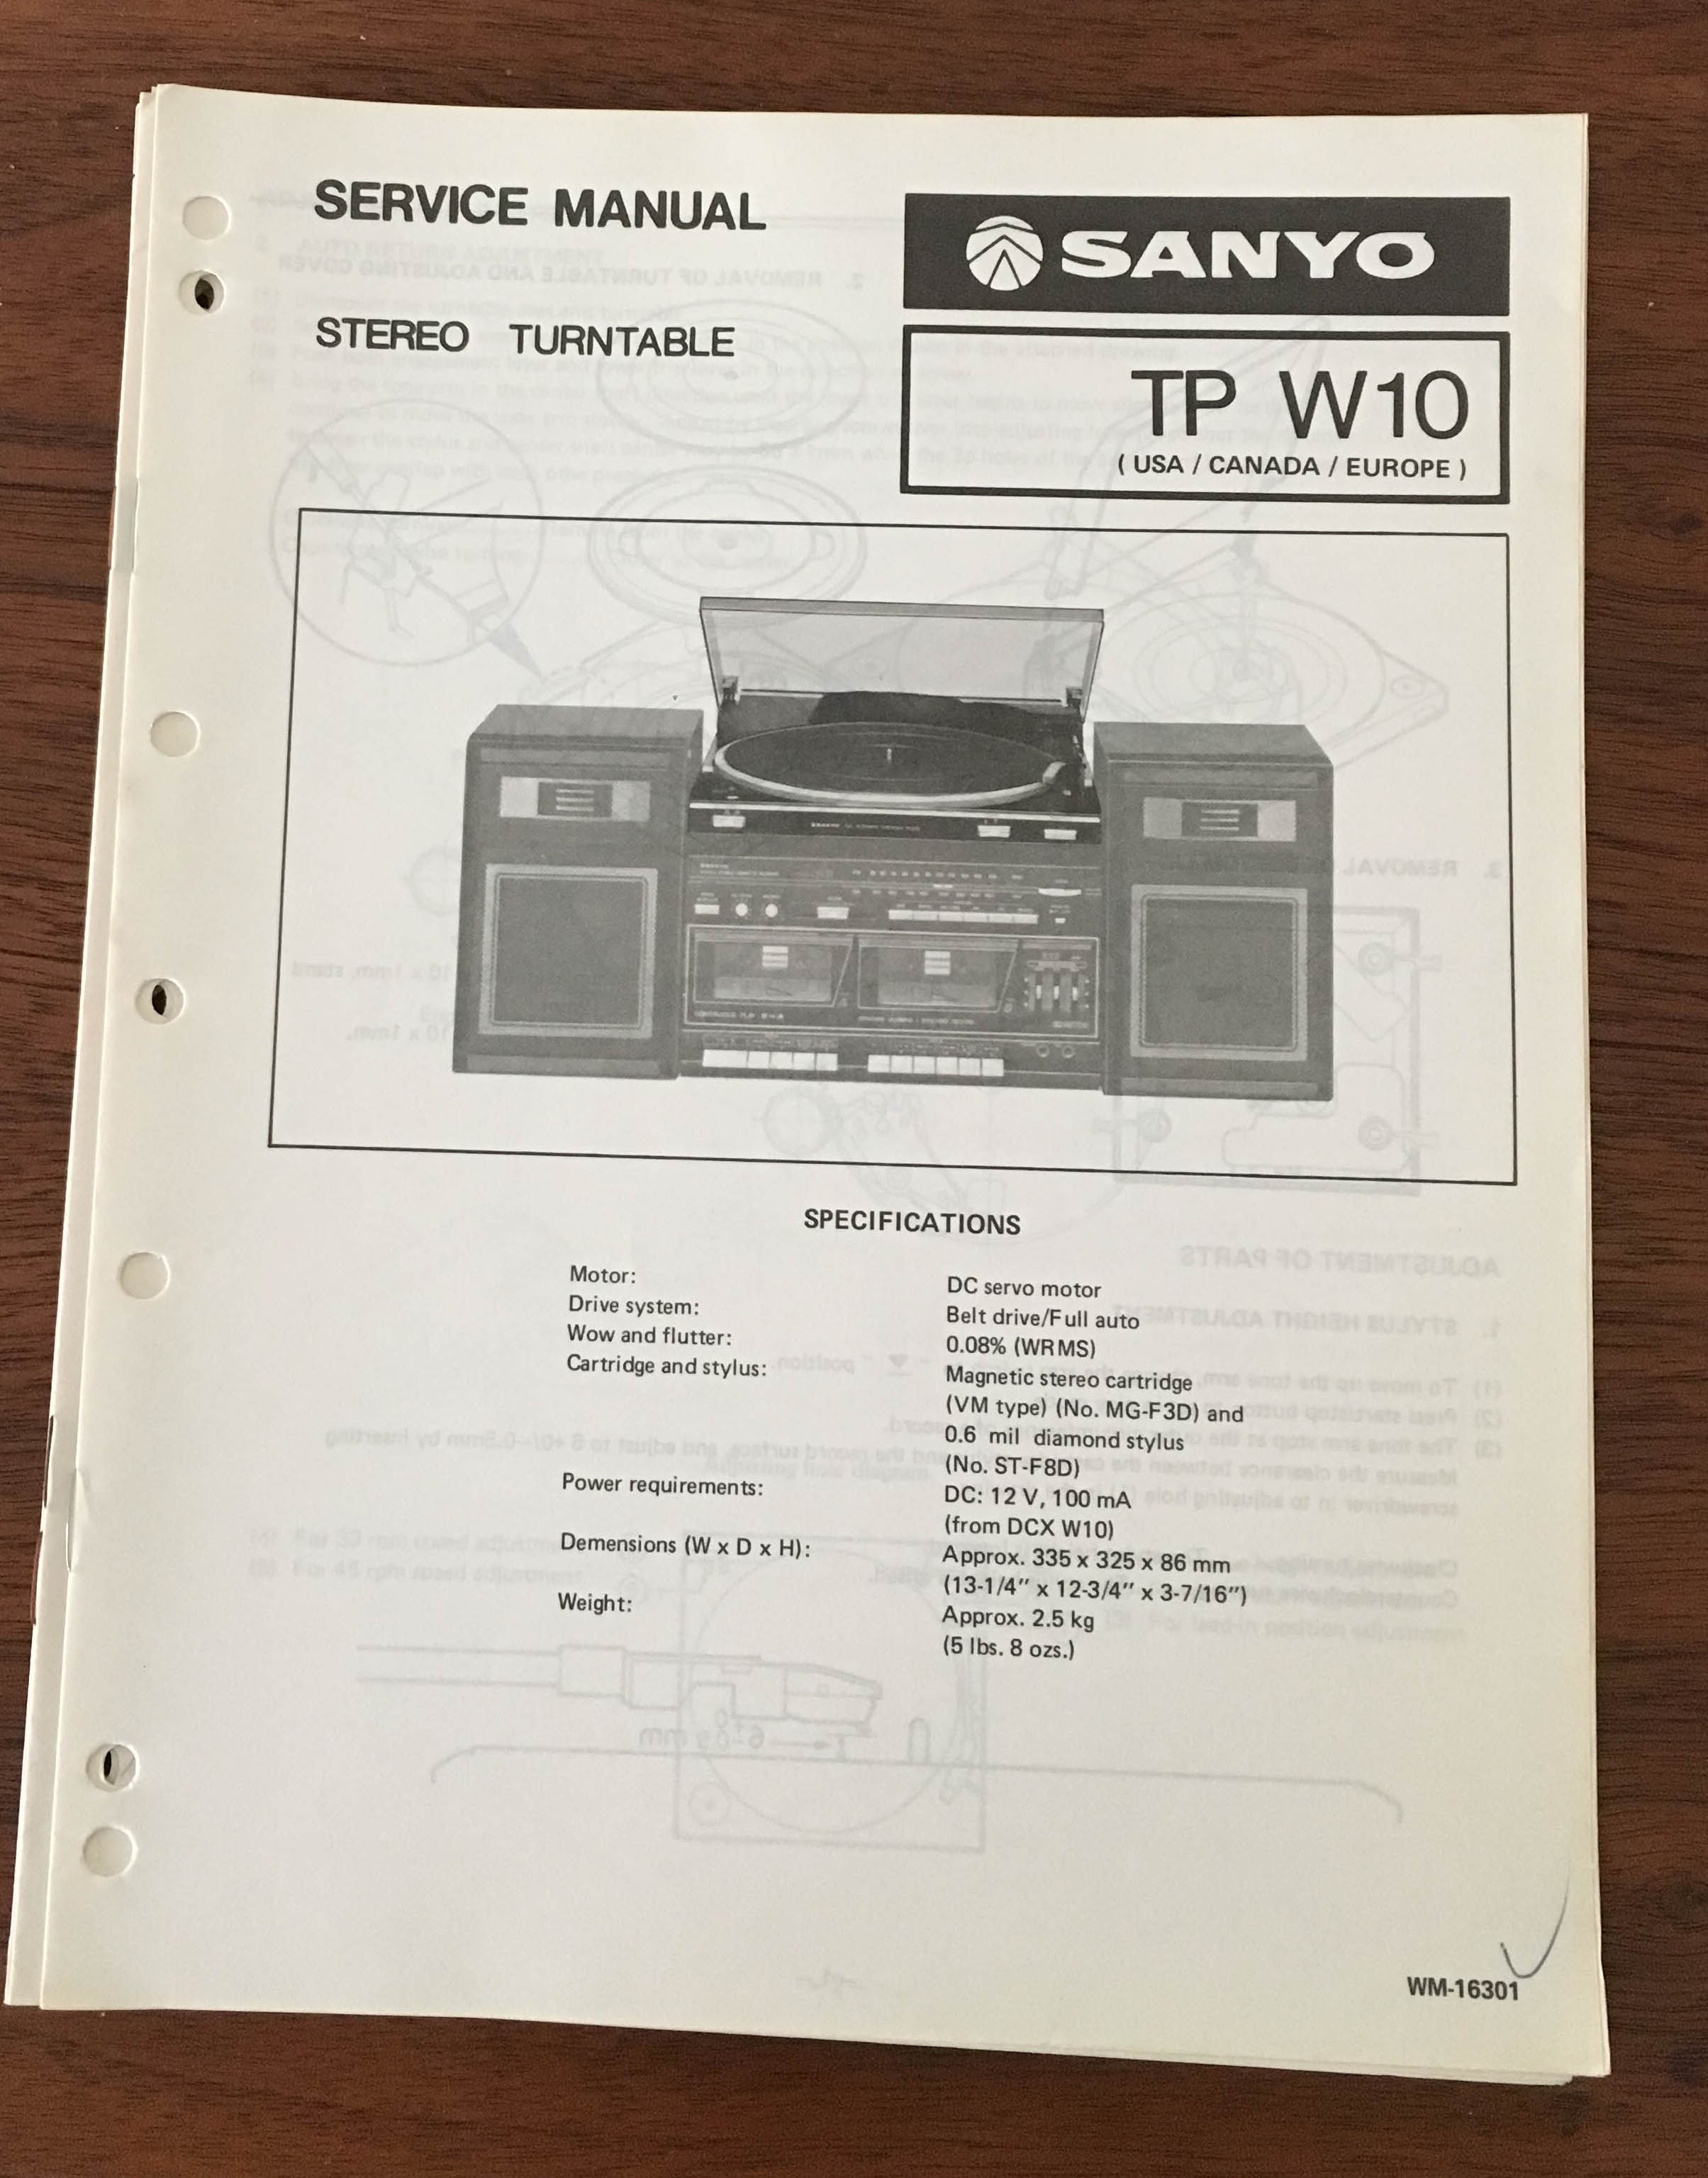 SERVICE MANUAL
SANYO
STEREO TURNTABLE
TP W10
( USA / CANADA / EUROPE )
SPECIFICATIONS
Motor: DC servo motor
Drive system: Belt drive/Full auto
Wow and flutter: 0.08% (WRMS)
Cartridge and stylus: Magnetic stereo cartridge
(VM type) (No. MG-F3D) and
0.6 mil diamond stylus
(No. ST-F8D)
Power requirements: DC: 12 V, 100 mA
(from DCX W10)
Demensions (W x D x H): Approx. 335 x 325 x 86 mm
(13-1/4" x 12-3/4" x 3-7/16")
Weight: Approx. 2.5 kg
(5 lbs. 8 ozs.)
WM-16301